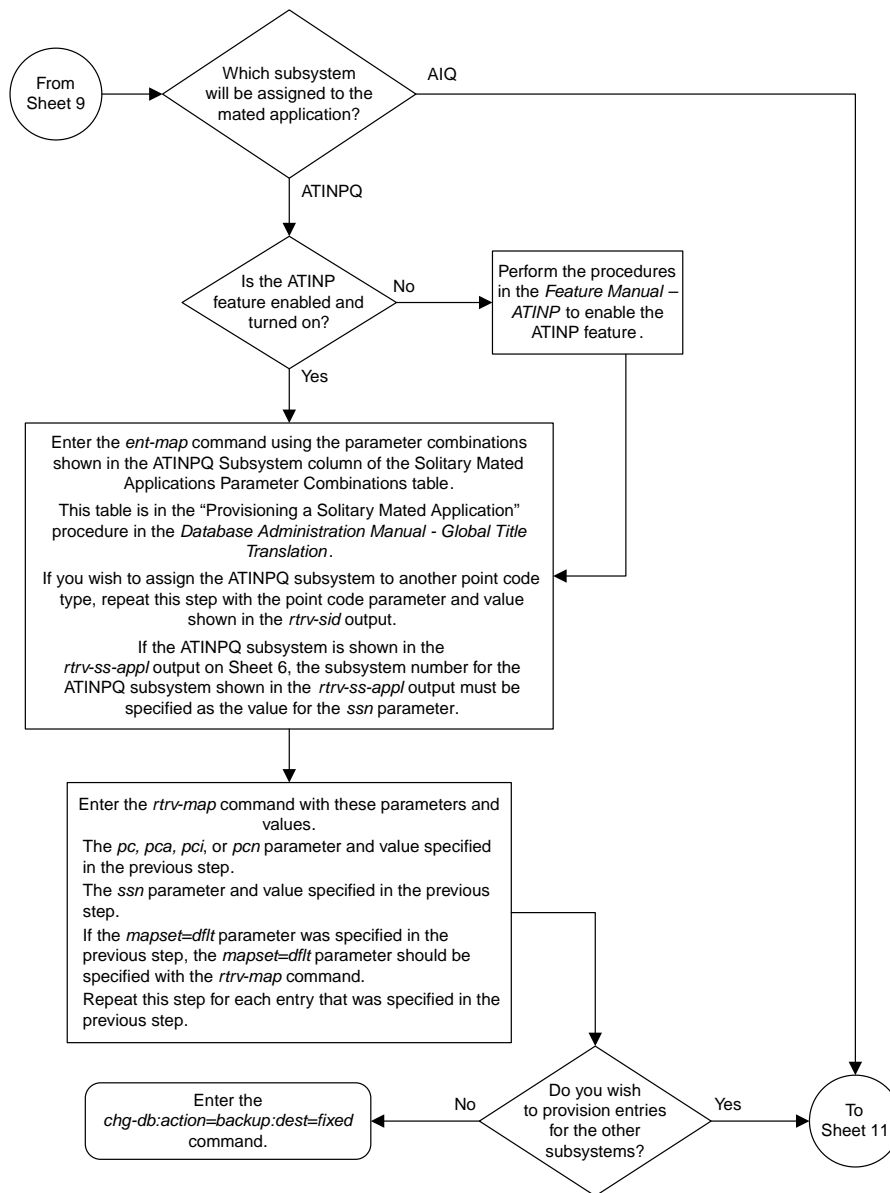 From
Sheet 9
Which subsystem
will be assigned to the
mated application?
AIQ
ATINPQ
Is the ATINP
feature enabled and
turned on?
No
Perform the procedures
in the Feature Manual –
ATINP to enable the
ATINP feature.
Yes
Enter the ent-map command using the parameter combinations
shown in the ATINPQ Subsystem column of the Solitary Mated
Applications Parameter Combinations table.
This table is in the “Provisioning a Solitary Mated Application”
procedure in the Database Administration Manual - Global Title
Translation.
If you wish to assign the ATINPQ subsystem to another point code
type, repeat this step with the point code parameter and value
shown in the rtrv-sid output.
If the ATINPQ subsystem is shown in the
rtrv-ss-appl output on Sheet 6, the subsystem number for the
ATINPQ subsystem shown in the rtrv-ss-appl output must be
specified as the value for the ssn parameter.
Enter the rtrv-map command with these parameters and
values.
The pc, pca, pci, or pcn parameter and value specified
in the previous step.
The ssn parameter and value specified in the previous
step.
If the mapset=dflt parameter was specified in the
previous step, the mapset=dflt parameter should be
specified with the rtrv-map command.
Repeat this step for each entry that was specified in the
previous step.
Do you wish
to provision entries
for the other
subsystems?
No
Yes
Enter the
chg-db:action=backup:dest=fixed
command.
To
Sheet 11